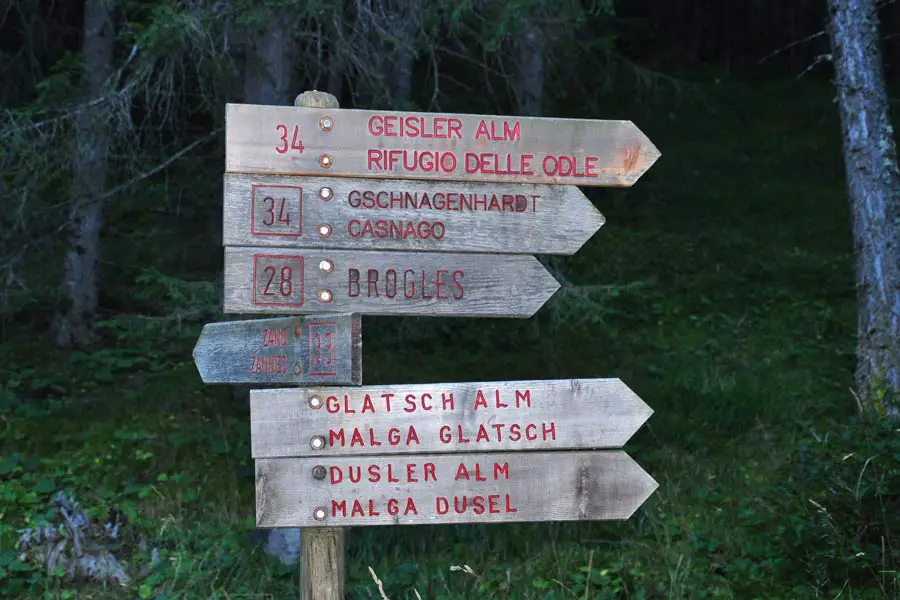 34 GEISLER ALM
RIFUGIO DELLE ODLE
34 GSCHNAGENHARDT
CASNAGO
28 BROGLES
ZANS
ZANNES 33
GLATSCH ALM
MALGA GLATSCH
DUSLER ALM
MALGA DUSEL